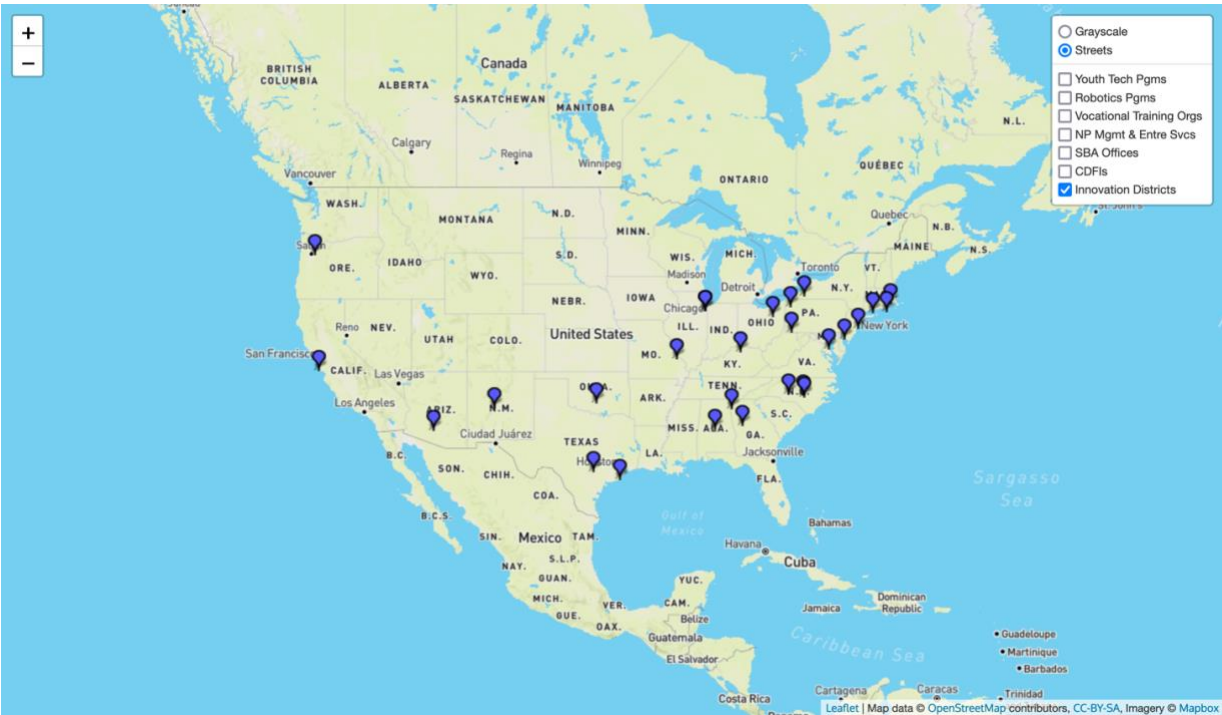 +
−
Grayscale
Streets
Youth Tech Pgms
Robotics Pgms
Vocational Training Orgs
NP Mgmt & Entre Svcs
SBA Offices
CDFIs
Innovation Districts
Canada
BRITISH
COLUMBIA
ALBERTA
SASKATCHEWAN
MANITOBA
N.L.
Calgary
Regina
Winnipeg
ONTARIO
QUÉBEC
Vancouver
WASH.
MONTANA
N.D.
MINN.
Quebec
N.B.
MAINE
N.S.
ORE.
IDAHO
WYO.
S.D.
WIS.
Madison
MICH.
Detroit
Toronto
VT.
N.Y.
NEBR.
IOWA
Chicago
Reno
NEV.
UTAH
COLO.
United States
ILL.
IND.
OHIO
PA.
New York
San Francisc
CALIF.
Las Vegas
MO.
KY.
VA.
Los Angeles
ARIZ.
N.M.
ARK.
TENN.
S.C.
Ciudad Juárez
TEXAS
MISS.
GA.
LA.
Jacksonville
B.C.
SON.
CHIH.
FLA.
COA.
Sargasso
Sea
B.C.S.
Gulf of
Mexico
Bahamas
SIN.
Mexico
TAM.
Havana
Cuba
NAY.
S.L.P.
GUAN.
YUC.
MICH.
VER.
CAM.
Dominican
Republic
GUE.
OAX.
Belize
Jamaica
Guatemala
Caribbean Sea
Guadeloupe
El Salvador
Martinique
Barbados
Costa Rica
Cartagena
Caracas
Trinidad
Leaflet | Map data © OpenStreetMap contributors, CC-BY-SA, Imagery © Mapbox